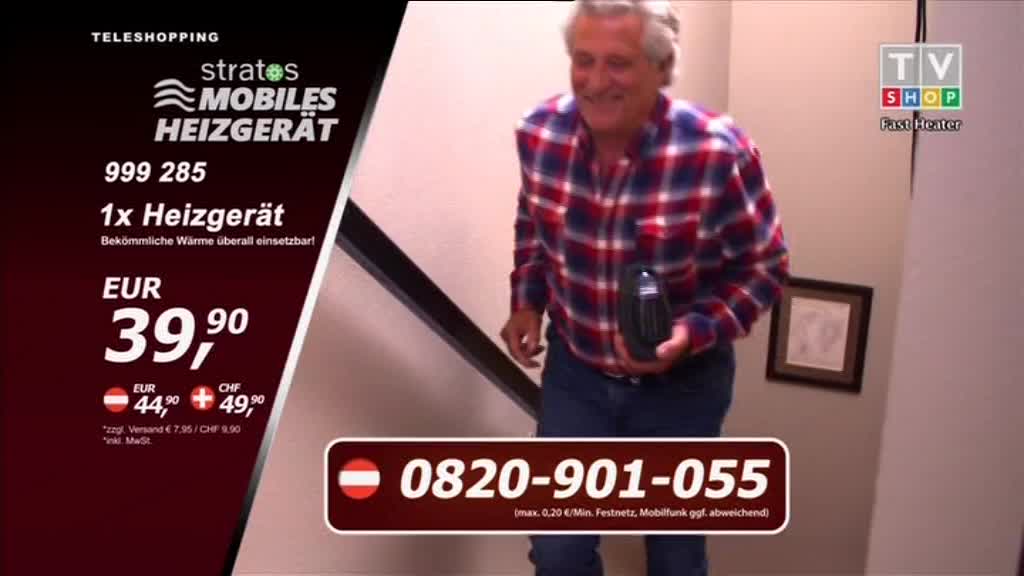 TELESHOPPING
stratos
MOBILES
HEIZGERÄT
999 285
1x Heizgerät
Bekömmliche Wärme überall einsetzbar!
EUR
39,90
EUR
44,90
CHF
49,90
*zzgl. Versand € 7,95 / CHF 9,90
*inkl. MwSt.
TV
SHOP
Fast Heater
0820-901-055
(max. 0,20 €/Min. Festnetz, Mobilfunk ggf. abweichend)